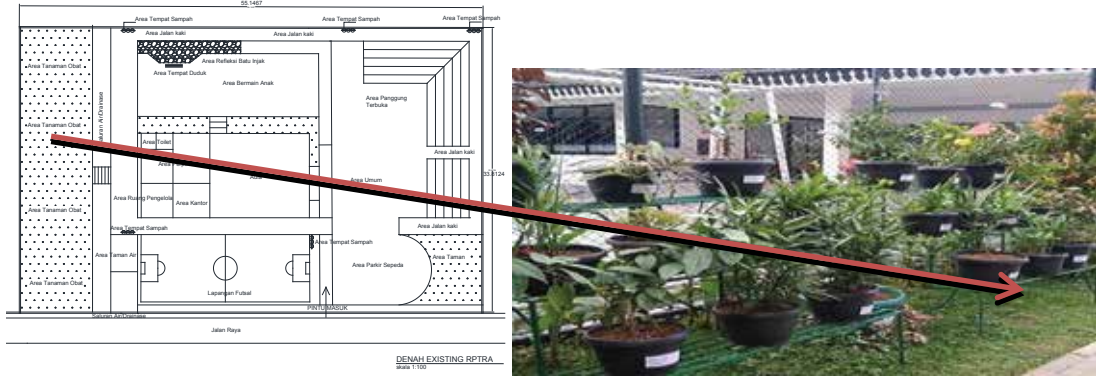 55.1467
Area Tempat Sampah
Area Tempat Sampah
Area Tempat Sampah
Area Jalan kaki
Area Jalan kaki
Area Tanaman Obat
Area Refleksi Batu Injak
Area Tempat Duduk
Area Bermain Anak
Area Panggung
Terbuka
Saluran Air/Drainase
Area Tanaman Obat
Area Toilet
Area Jalan kaki
33.8124
Area Umum
Area Ruang Pengelola
Area Kantor
Area Tanaman Obat
Area Jalan kaki
Area Tempat Sampah
Area Tempat Sampah
Area Taman Air
Area Taman
Area Parkir Sepeda
Area Tanaman Obat
Lapangan Futsal
PINTU MASUK
Saluran Air/Drainase
Jalan Raya
DENAH EXISTING RPTRA
skala 1:100